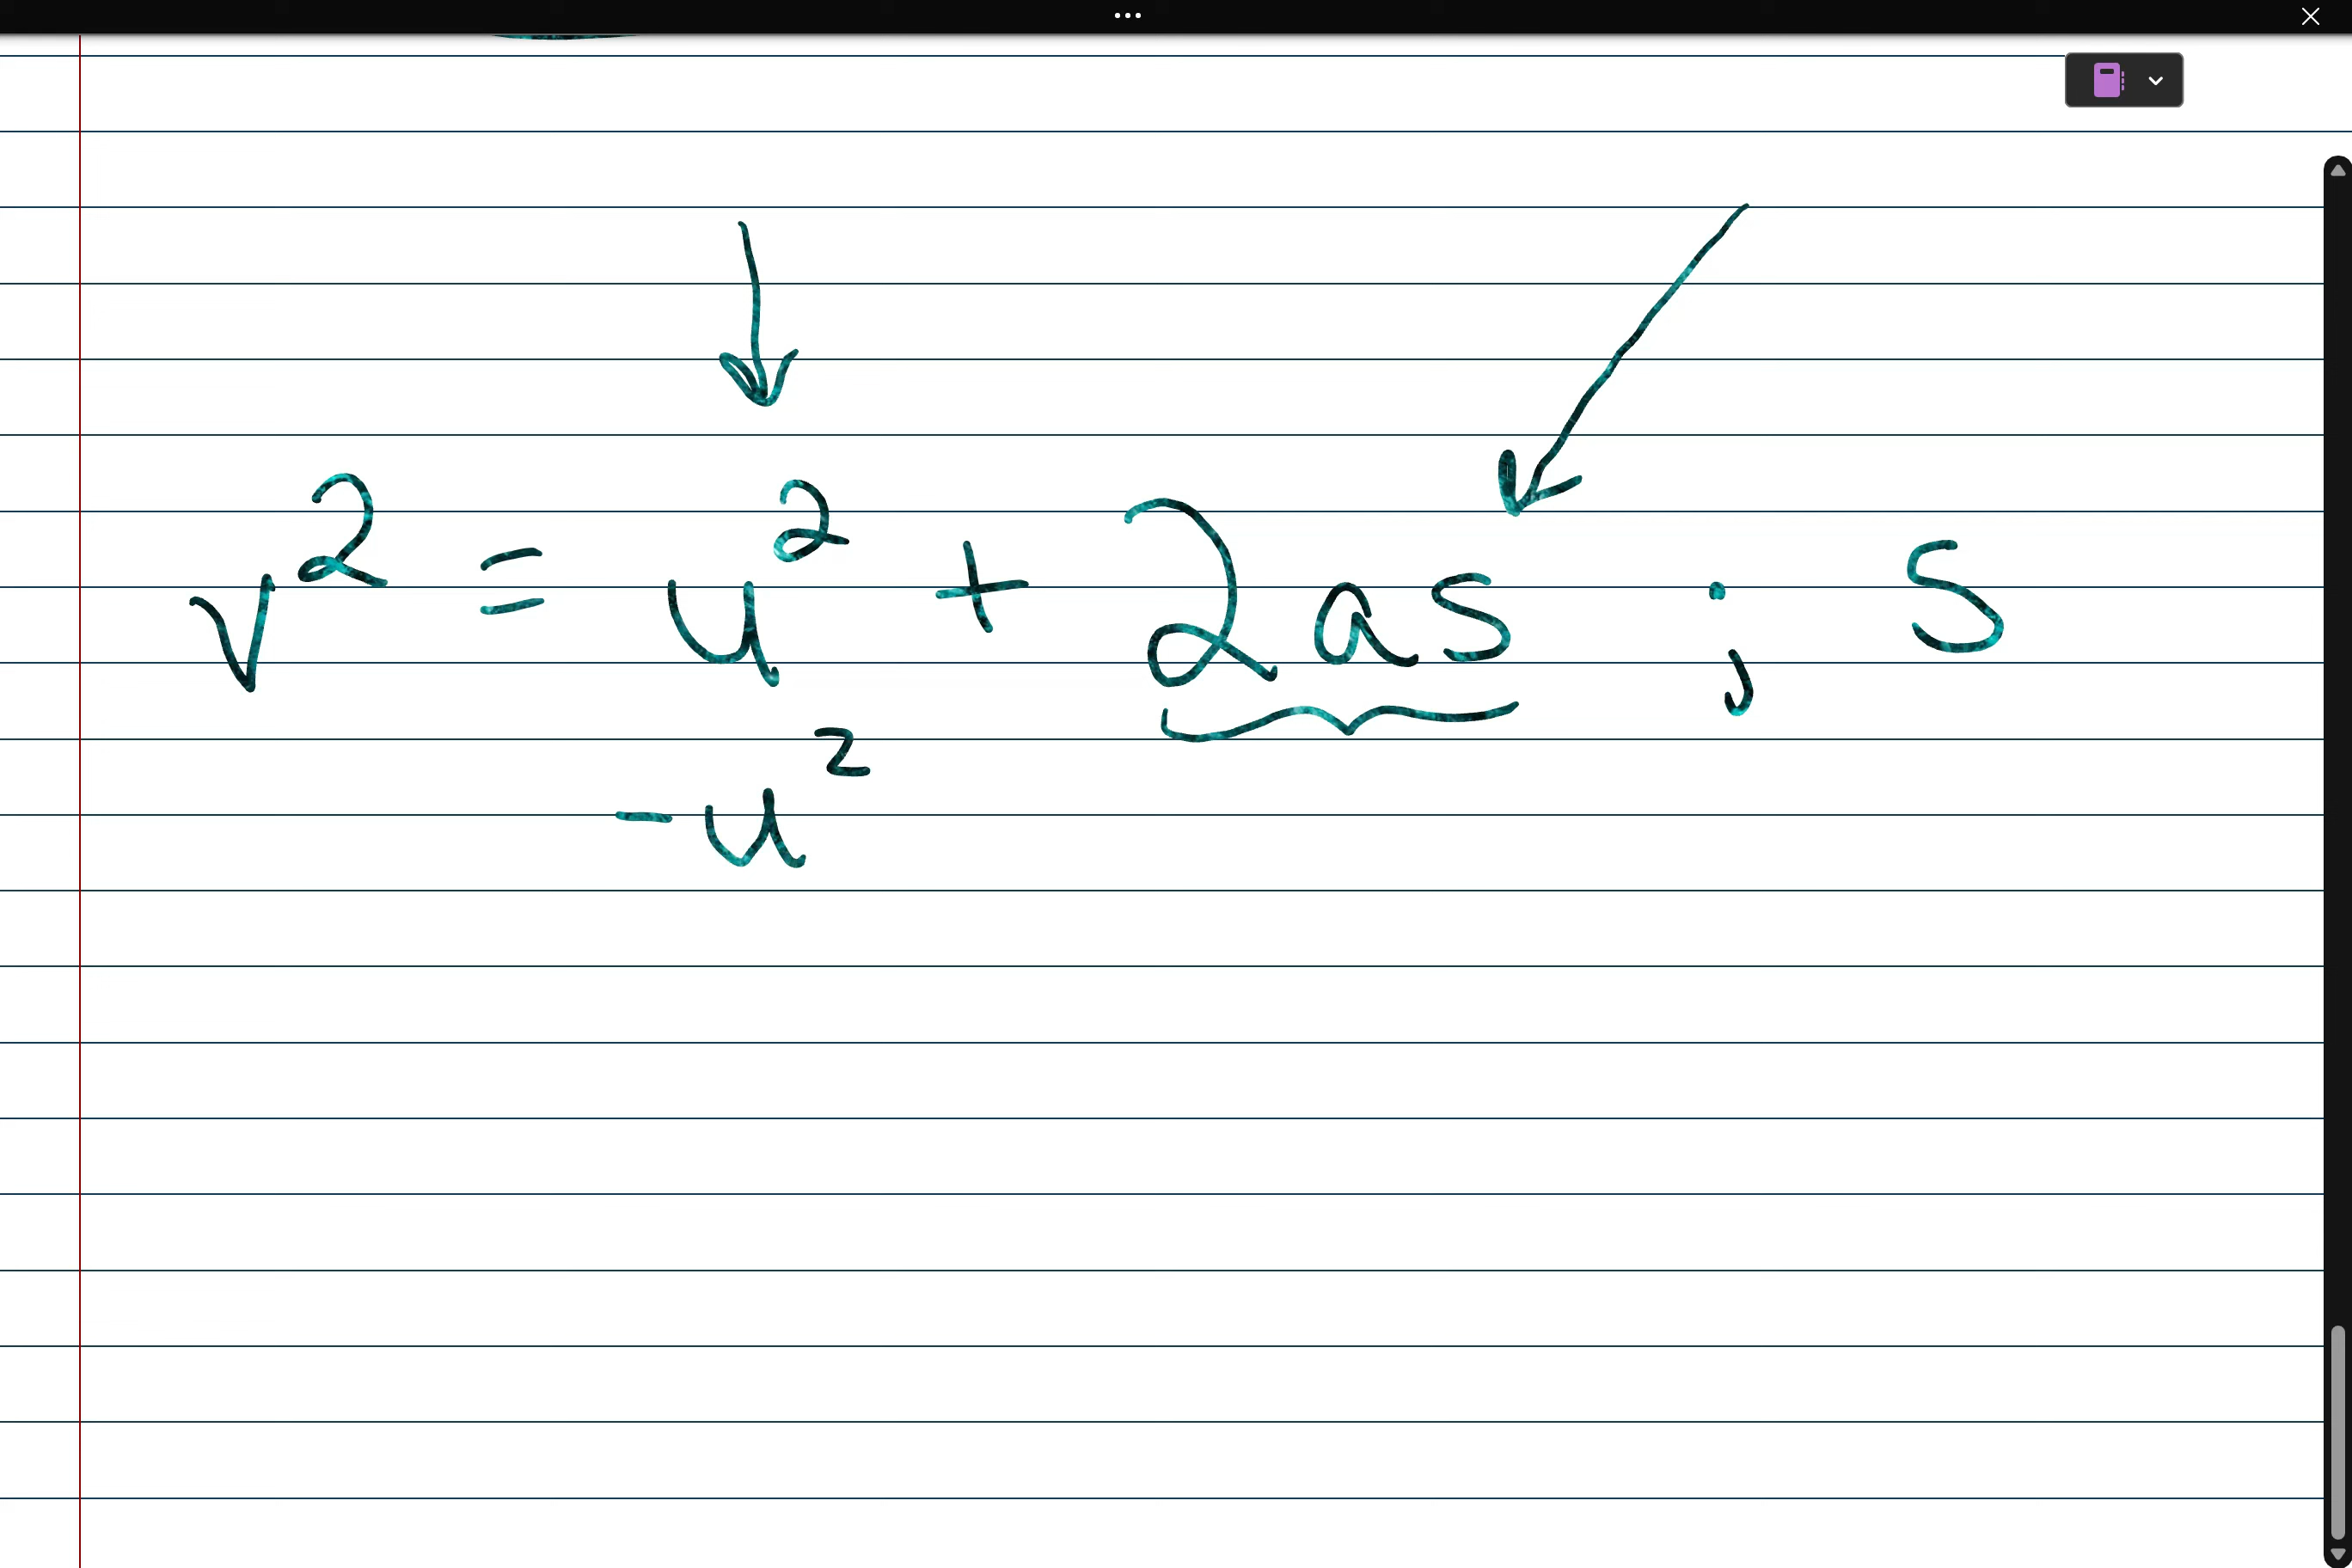 v² = u² + 2as ; s
-u²